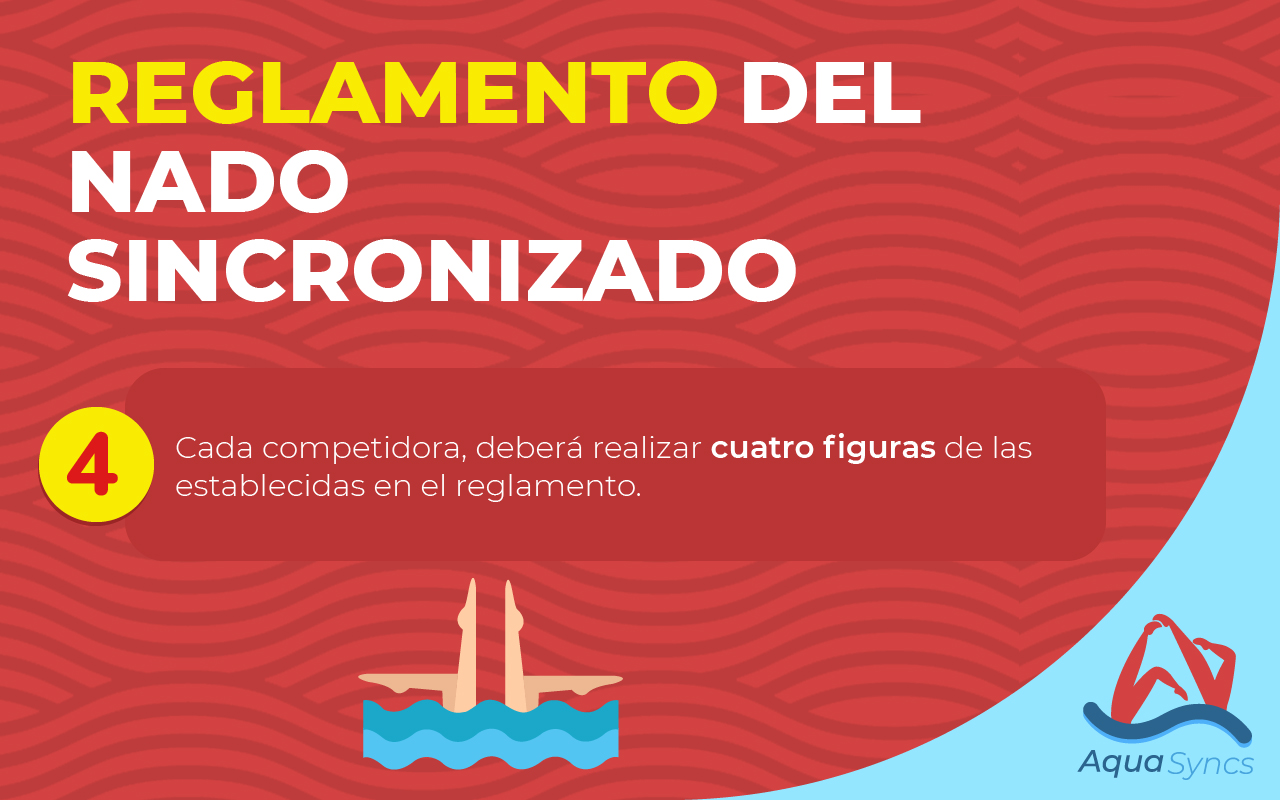 REGLAMENTO DEL
NADO
SINCRONIZADO
4
Cada competidora, deberá realizar cuatro figuras de las
establecidas en el reglamento.
Aqua Syncs